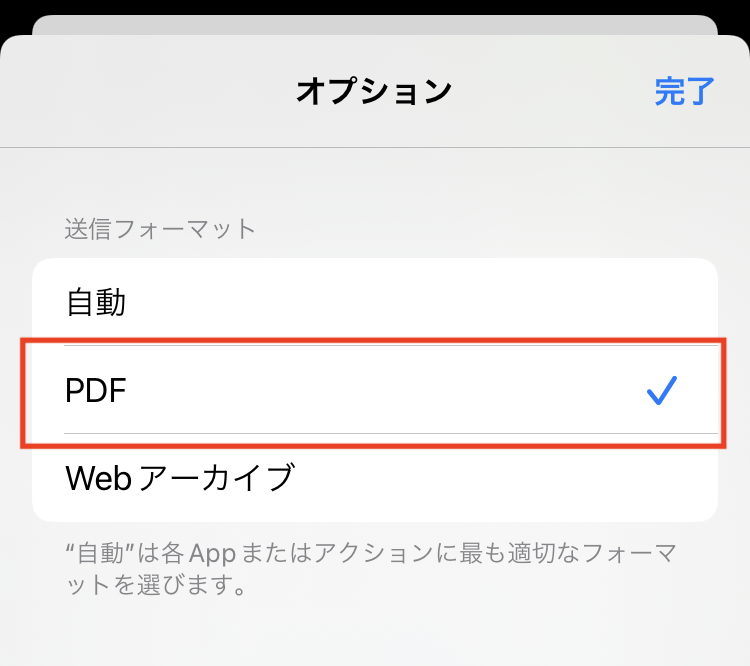 オプション
完了
送信フォーマット
自動
PDF
Webアーカイブ
“自動”は各Appまたはアクションに最も適切なフォーマ
ットを選びます。